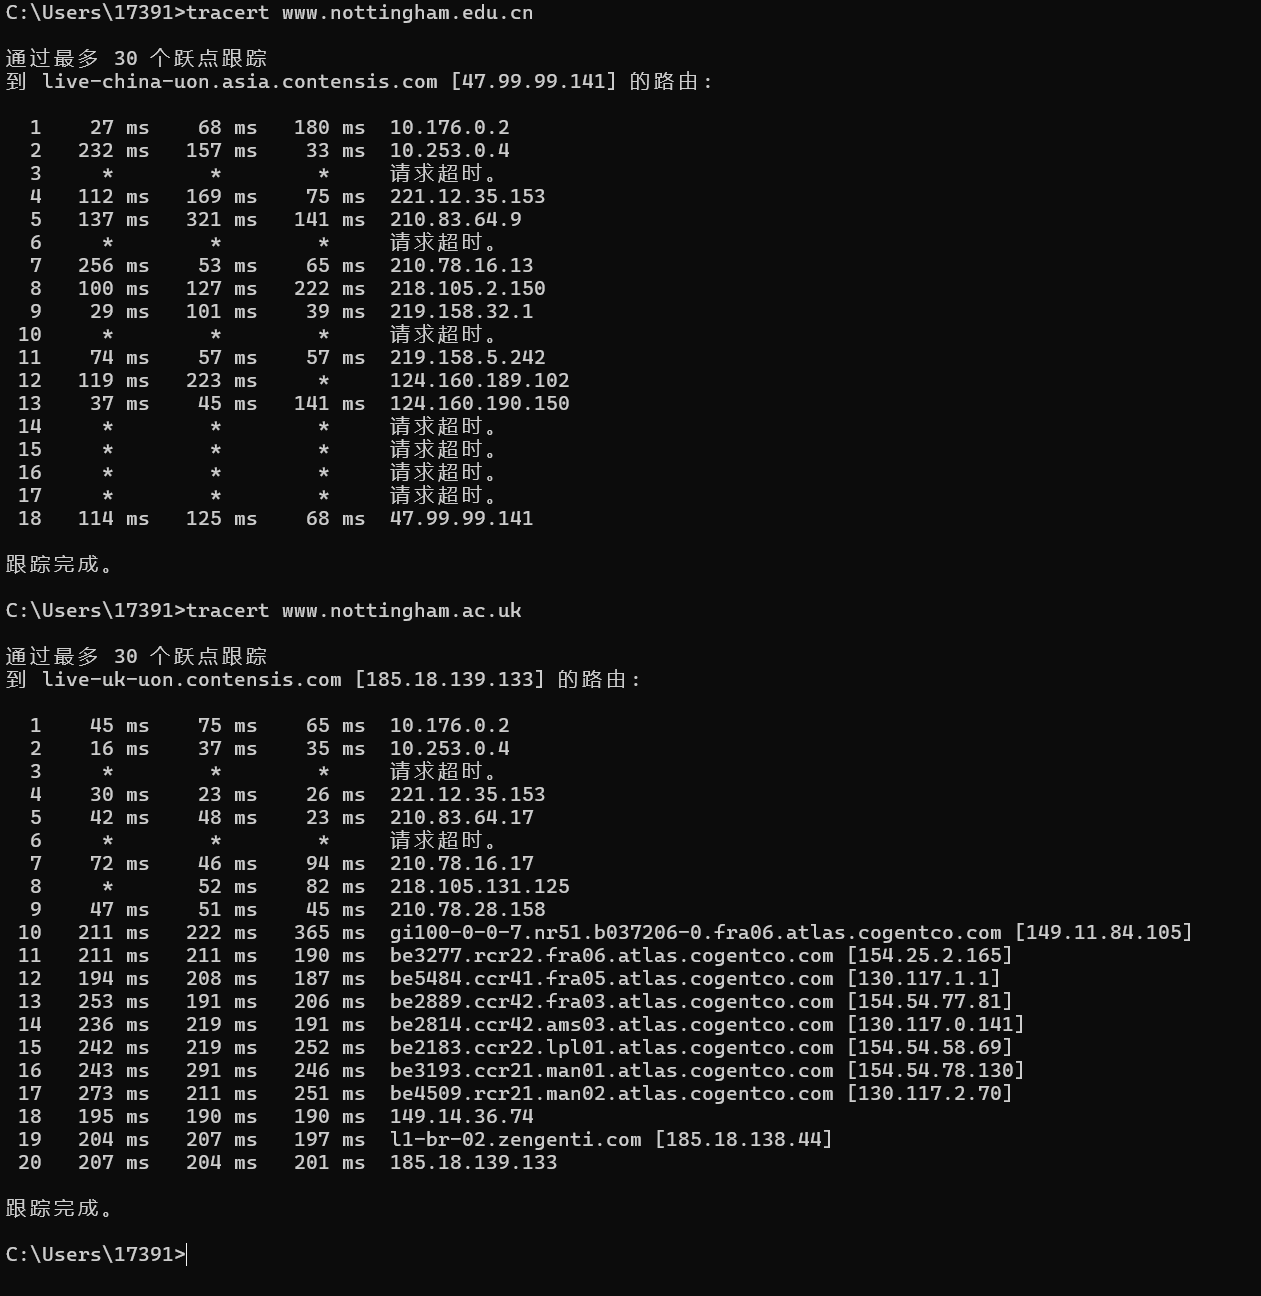 C:\Users\17391>tracert www.nottingham.edu.cn
通过最多 30 个跃点跟踪
到 live-china-uon.asia.contensis.com [47.99.99.141] 的路由:
1 27 ms 68 ms 180 ms 10.176.0.2
2 232 ms 157 ms 33 ms 10.253.0.4
3 * * * 请求超时。
4 112 ms 169 ms 75 ms 221.12.35.153
5 137 ms 321 ms 141 ms 210.83.64.9
6 * * * 请求超时。
7 256 ms 53 ms 65 ms 210.78.16.13
8 100 ms 127 ms 222 ms 218.105.2.150
9 29 ms 101 ms 39 ms 219.158.32.1
10 * * * 请求超时。
11 74 ms 57 ms 57 ms 219.158.5.242
12 119 ms 223 ms * 124.160.189.102
13 37 ms 45 ms 141 ms 124.160.190.150
14 * * * 请求超时。
15 * * * 请求超时。
16 * * * 请求超时。
17 * * * 请求超时。
18 114 ms 125 ms 68 ms 47.99.99.141
跟踪完成。
C:\Users\17391>tracert www.nottingham.ac.uk
通过最多 30 个跃点跟踪
到 live-uk-uon.contensis.com [185.18.139.133] 的路由:
1 45 ms 75 ms 65 ms 10.176.0.2
2 16 ms 37 ms 35 ms 10.253.0.4
3 * * * 请求超时。
4 30 ms 23 ms 26 ms 221.12.35.153
5 42 ms 48 ms 23 ms 210.83.64.17
6 * * * 请求超时。
7 72 ms 46 ms 94 ms 210.78.16.17
8 * 52 ms 82 ms 218.105.131.125
9 47 ms 51 ms 45 ms 210.78.28.158
10 211 ms 222 ms 365 ms gi100-0-0-7.nr51.b037206-0.fra06.atlas.cogentco.com [149.11.84.105]
11 211 ms 211 ms 190 ms be3277.rcr22.fra06.atlas.cogentco.com [154.25.2.165]
12 194 ms 208 ms 187 ms be5484.ccr41.fra05.atlas.cogentco.com [130.117.1.1]
13 253 ms 191 ms 206 ms be2889.ccr42.fra03.atlas.cogentco.com [154.54.77.81]
14 236 ms 219 ms 191 ms be2814.ccr42.ams03.atlas.cogentco.com [130.117.0.141]
15 242 ms 219 ms 252 ms be2183.ccr22.lpl01.atlas.cogentco.com [154.54.58.69]
16 243 ms 291 ms 246 ms be3193.ccr21.man01.atlas.cogentco.com [154.54.78.130]
17 273 ms 211 ms 251 ms be4509.rcr21.man02.atlas.cogentco.com [130.117.2.70]
18 195 ms 190 ms 190 ms 149.14.36.74
19 204 ms 207 ms 197 ms l1-br-02.zengenti.com [185.18.138.44]
20 207 ms 204 ms 201 ms 185.18.139.133
跟踪完成。
C:\Users\17391>